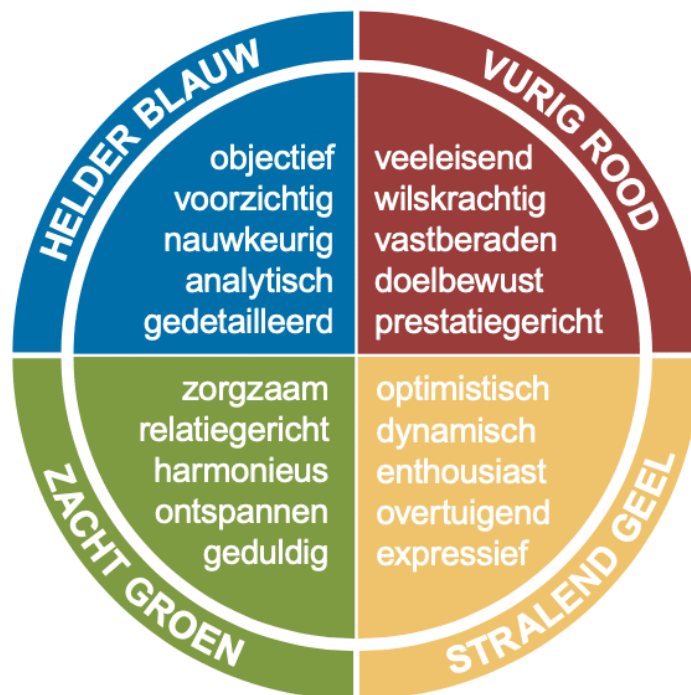 HELDER BLAUW
objectief
voorzichtig
nauwkeurig
analytisch
gedetailleerd
VURIG ROOD
veeleisend
wilskrachtig
vastberaden
doelbewust
prestatiegericht
ZACHT GROEN
zorgzaam
relatiegericht
harmonieus
ontspannen
geduldig
STRALEND GEEL
optimistisch
dynamisch
enthousiast
overtuigend
expressief